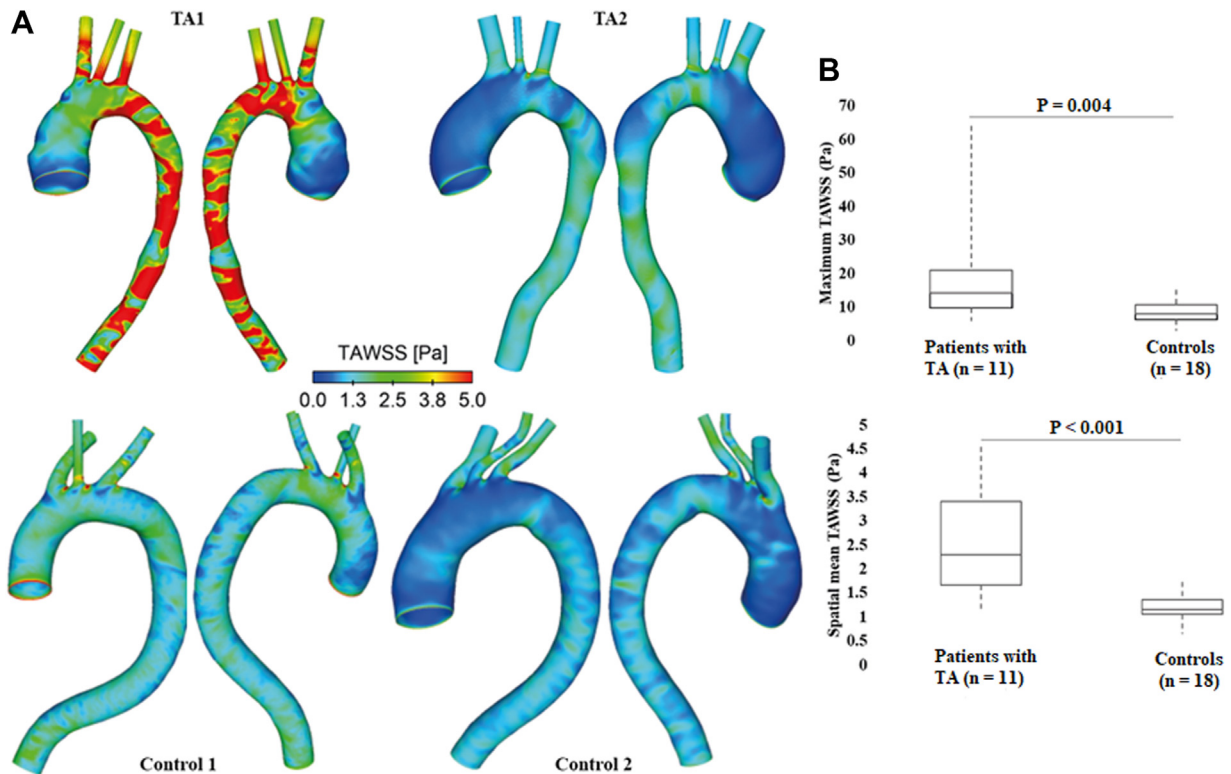 A
TA1
TA2
B
TAWSS [Pa]
0.0 1.3 2.5 3.8 5.0
Control 1
Control 2
P = 0.004
Maximum TAWSS (Pa)
70
60
50
40
30
20
10
0
Patients with
TA (n = 11)
Controls
(n = 18)
P < 0.001
Spatial mean TAWSS (Pa)
5
4.5
4
3.5
3
2.5
2
1.5
1
0.5
0
Patients with
TA (n = 11)
Controls
(n = 18)